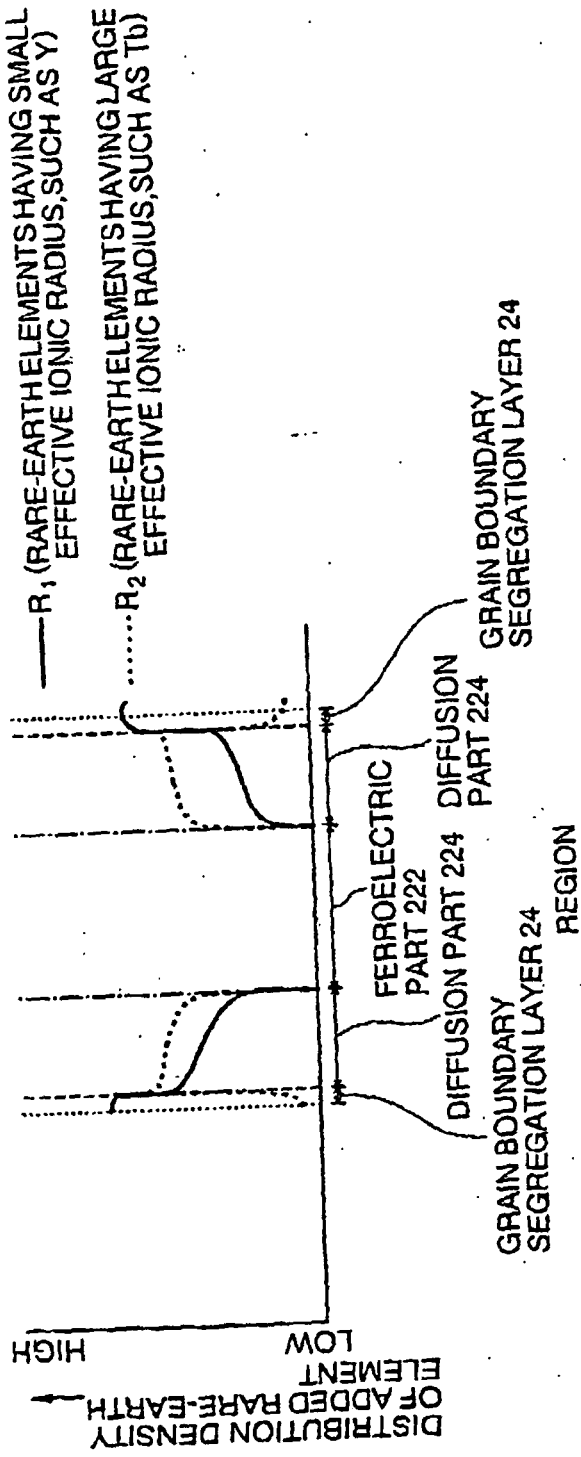 R1 (RARE-EARTH ELEMENTS HAVING SMALL
EFFECTIVE IONIC RADIUS, SUCH AS Y)
R2 (RARE-EARTH ELEMENTS HAVING LARGE
EFFECTIVE IONIC RADIUS, SUCH AS Tb)
DISTRIBUTION DENSITY
OF ADDED RARE-EARTH
ELEMENT
HIGH
LOW
GRAIN BOUNDARY
SEGREGATION LAYER 24
DIFFUSION PART 224
FERROELECTRIC
PART 222
DIFFUSION
PART 224
GRAIN BOUNDARY
SEGREGATION LAYER 24
REGION